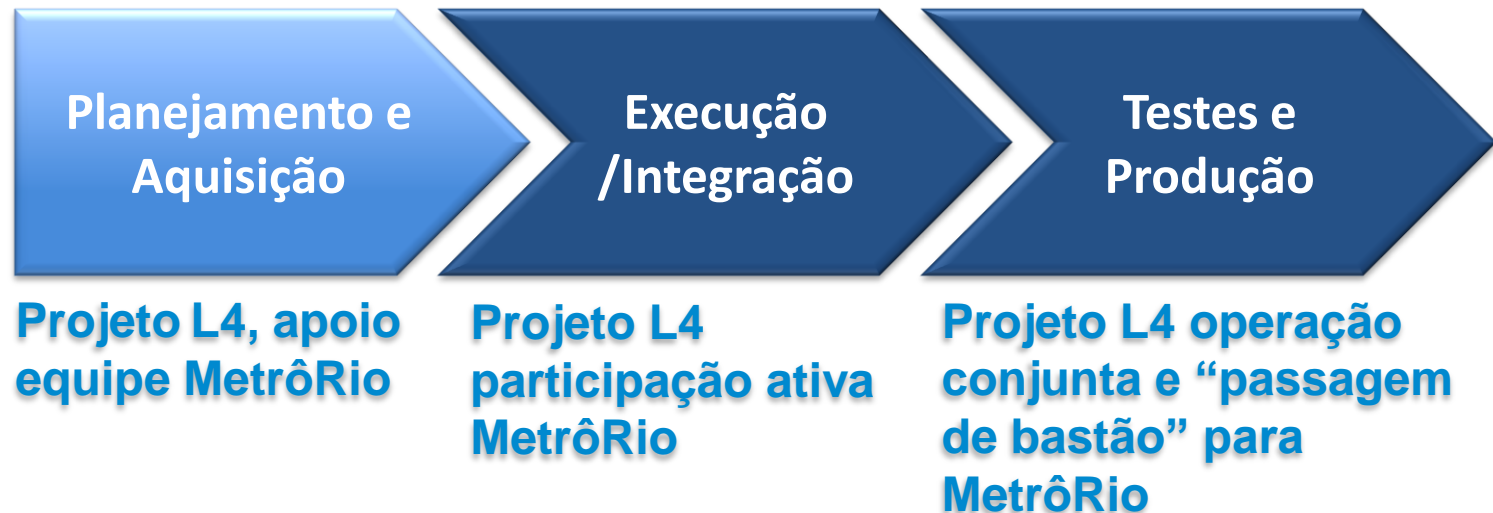 Planejamento e
Aquisição
Execução
/Integração
Testes e
Produção
Projeto L4, apoio
equipe MetrôRio
Projeto L4
participação ativa
MetrôRio
Projeto L4 operação
conjunta e “passagem
de bastão” para
MetrôRio